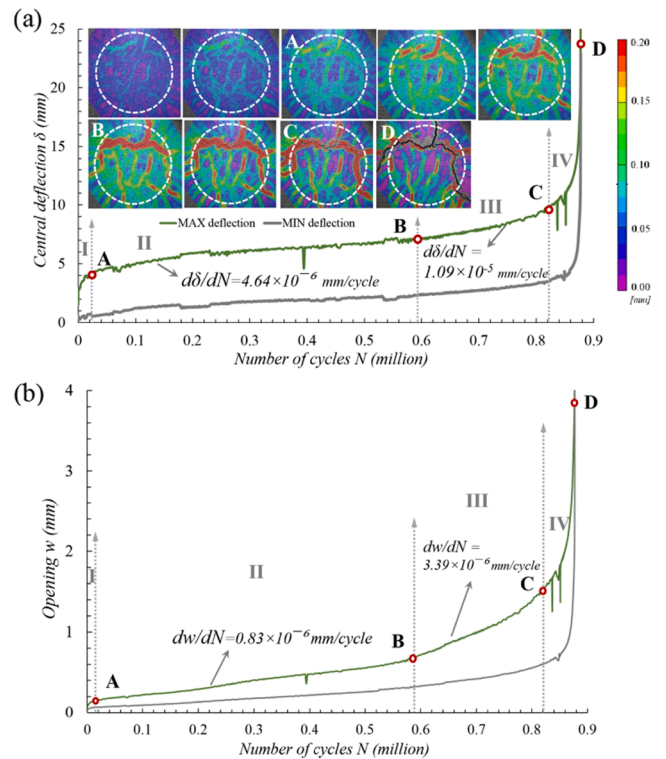 (a)
25
20
15
10
5
0
Central deflection δ (mm)
A
B
C
D
MAX deflection
MIN deflection
I
II
III
IV
A
B
C
D
dδ/dN=4.64×10⁻⁶ mm/cycle
dδ/dN =
1.09×10⁻⁵ mm/cycle
0
0.1
0.2
0.3
0.4
0.5
0.6
0.7
0.8
0.9
Number of cycles N (million)
0.20
0.15
0.10
0.05
0.00
[mm]
(b)
4
3
2
1
0
Opening w (mm)
I
II
III
IV
A
B
C
D
dw/dN=0.83×10⁻⁶mm/cycle
dw/dN =
3.39×10⁻⁶mm/cycle
0
0.1
0.2
0.3
0.4
0.5
0.6
0.7
0.8
0.9
Number of cycles N (million)